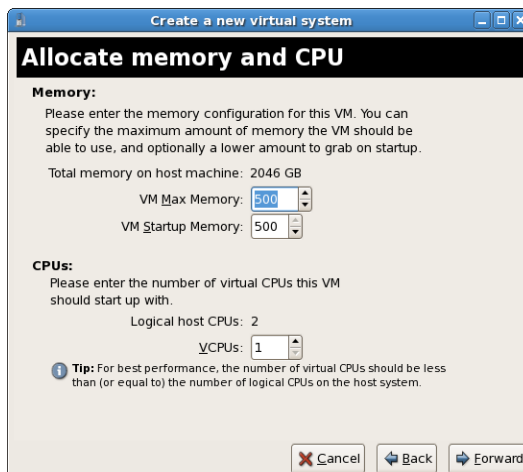 Create a new virtual system
Allocate memory and CPU
Memory:
Please enter the memory configuration for this VM. You can
specify the maximum amount of memory the VM should be
able to use, and optionally a lower amount to grab on startup.
Total memory on host machine: 2046 GB
VM Max Memory: 500
VM Startup Memory: 500
CPUs:
Please enter the number of virtual CPUs this VM
should start up with.
Logical host CPUs: 2
VCPUs: 1
Tip: For best performance, the number of virtual CPUs should be less
than (or equal to) the number of logical CPUs on the host system.
Cancel Back Forward